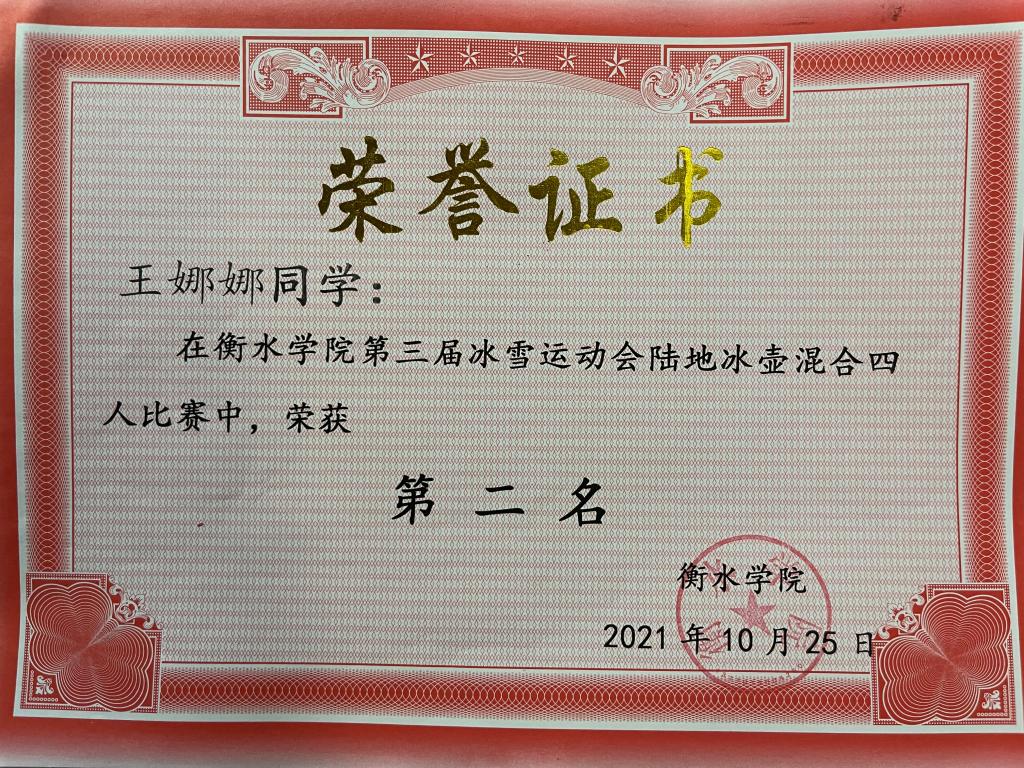 荣誉证书
王娜娜同学：
在衡水学院第三届冰雪运动会陆地冰壶混合四
人比赛中，荣获
第二名
衡水学院
2021年10月25日